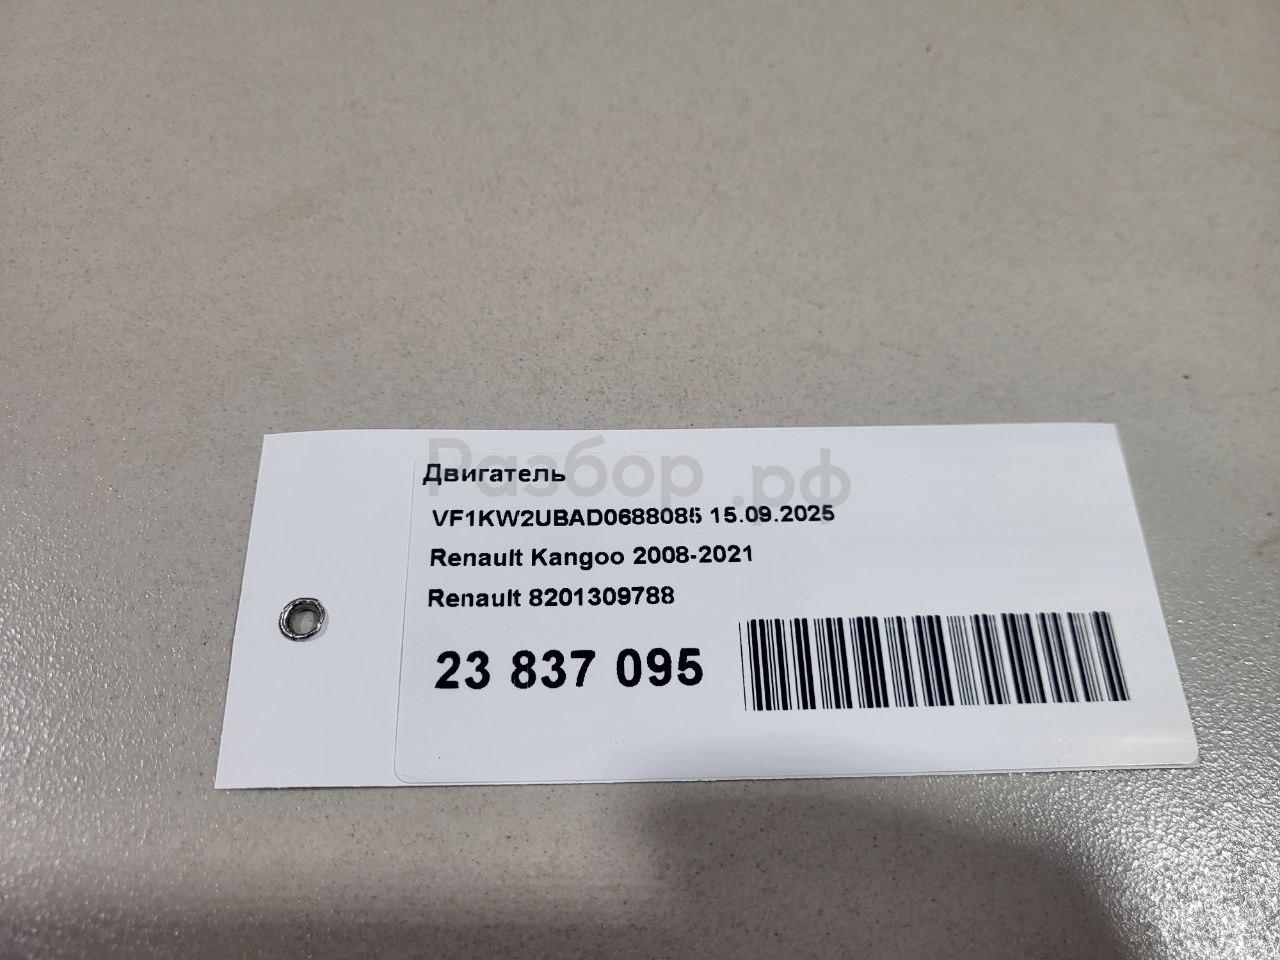 Разбор.рф
Двигатель
VF1KW2UBAD0688085 15.09.2025
Renault Kangoo 2008-2021
Renault 8201309788
23 837 095